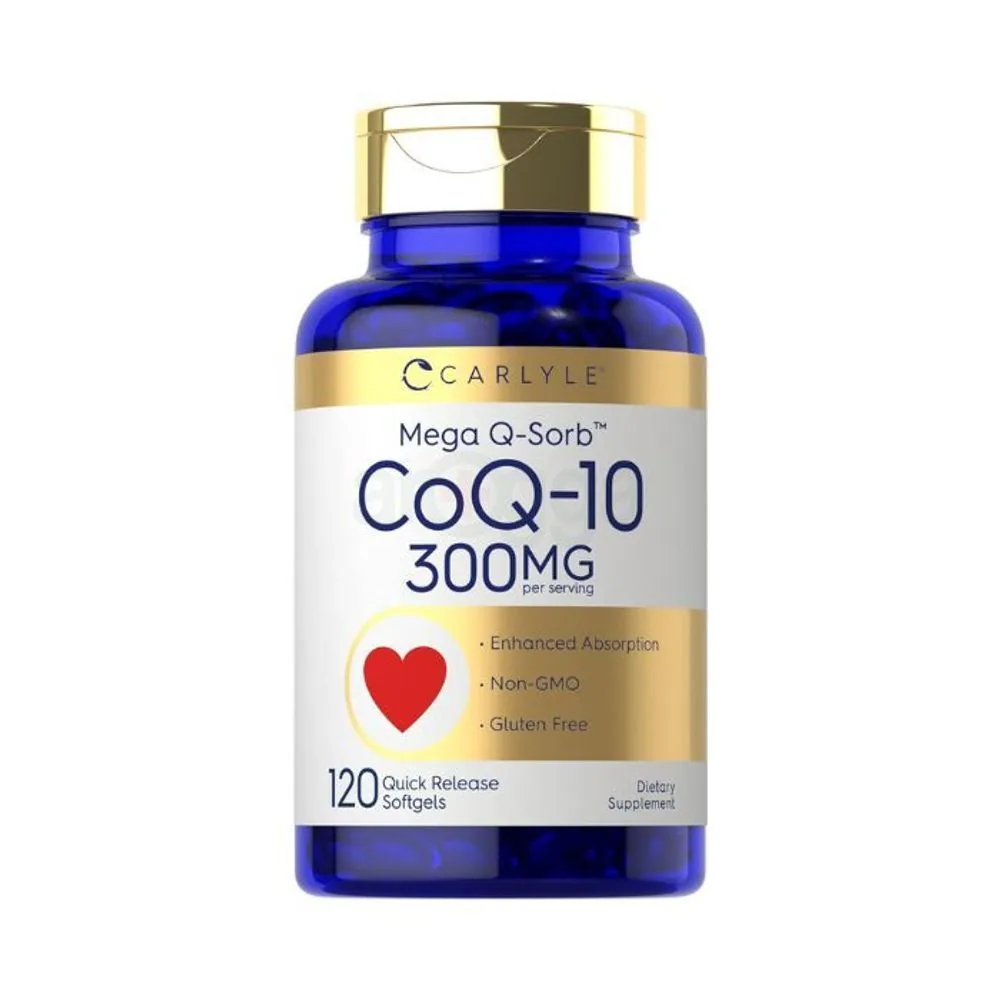 CARLYLE®
Mega Q-Sorb™
CoQ-10
300MG
per serving
· Enhanced Absorption
· Non-GMO
· Gluten Free
120 Quick Release
Softgels
Dietary
Supplement